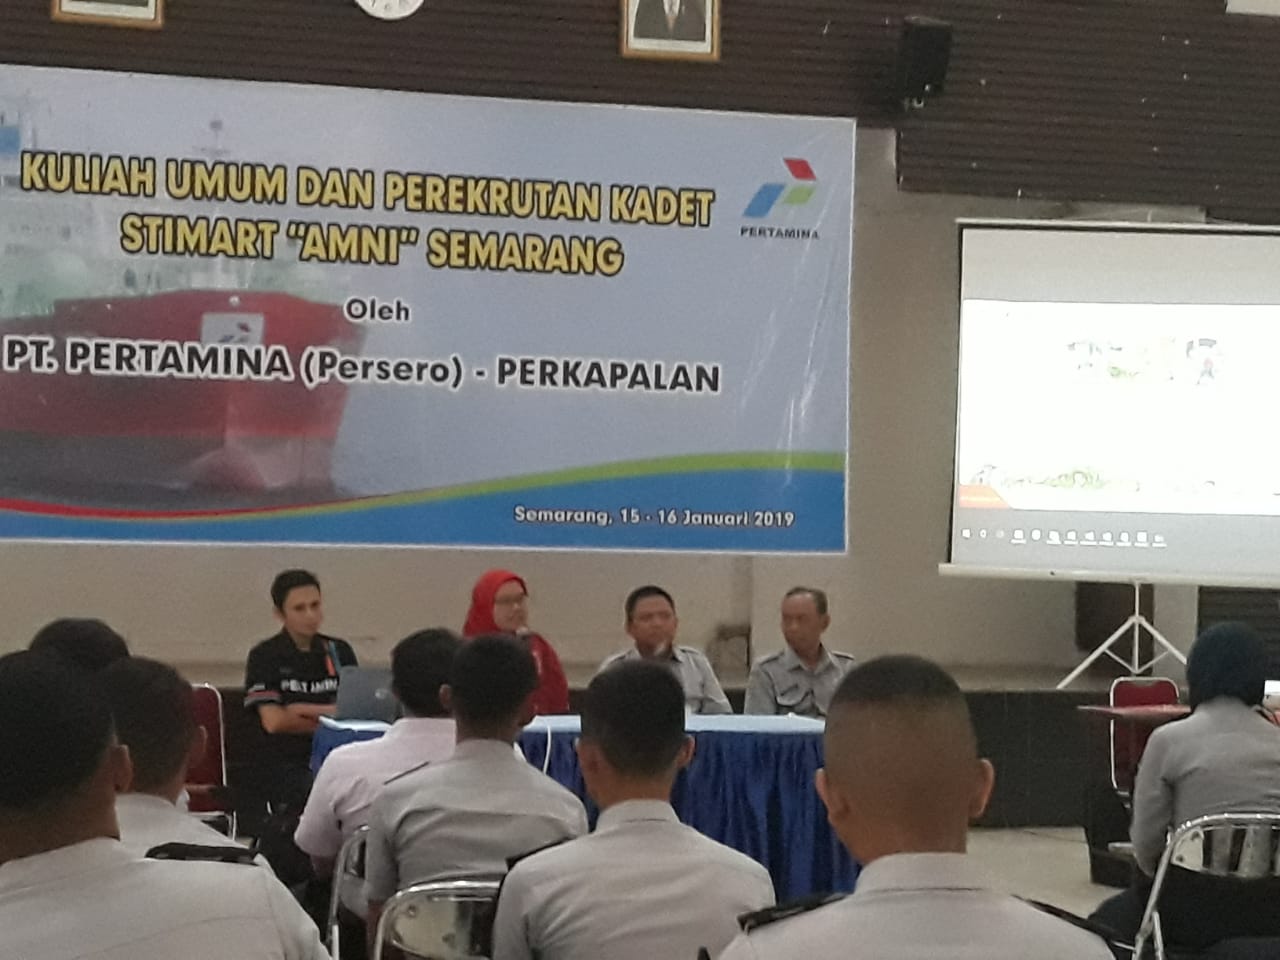 KULIAH UMUM DAN PEREKRUTAN KADET
STIMART "AMNI" SEMARANG
PERTAMINA
Oleh
PT. PERTAMINA (Persero) - PERKAPALAN
Semarang, 15 - 16 Januari 2019